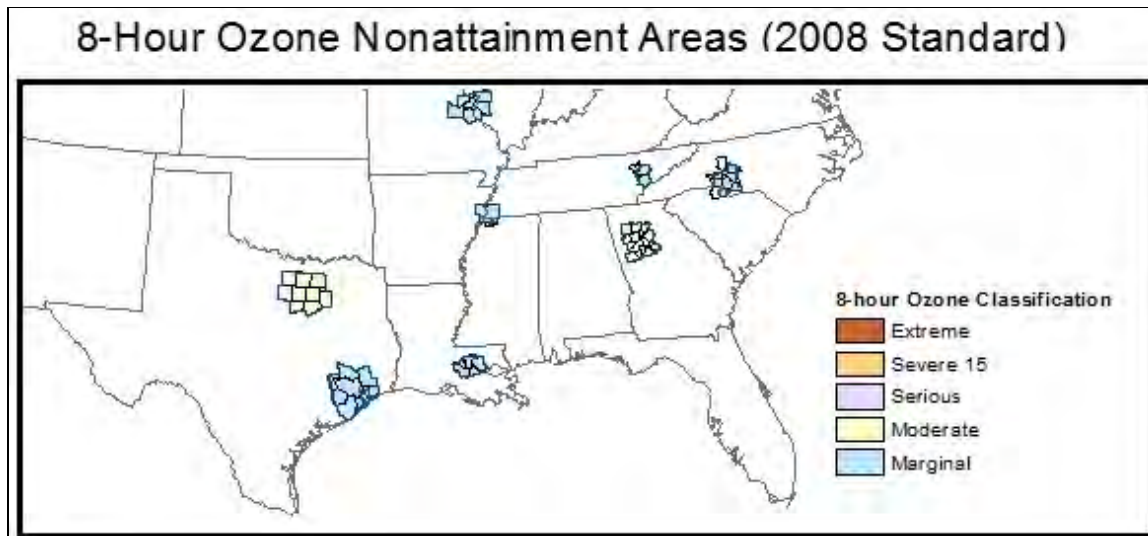 8-Hour Ozone Nonattainment Areas (2008 Standard)
8-hour Ozone Classification
Extreme
Severe 15
Serious
Moderate
Marginal